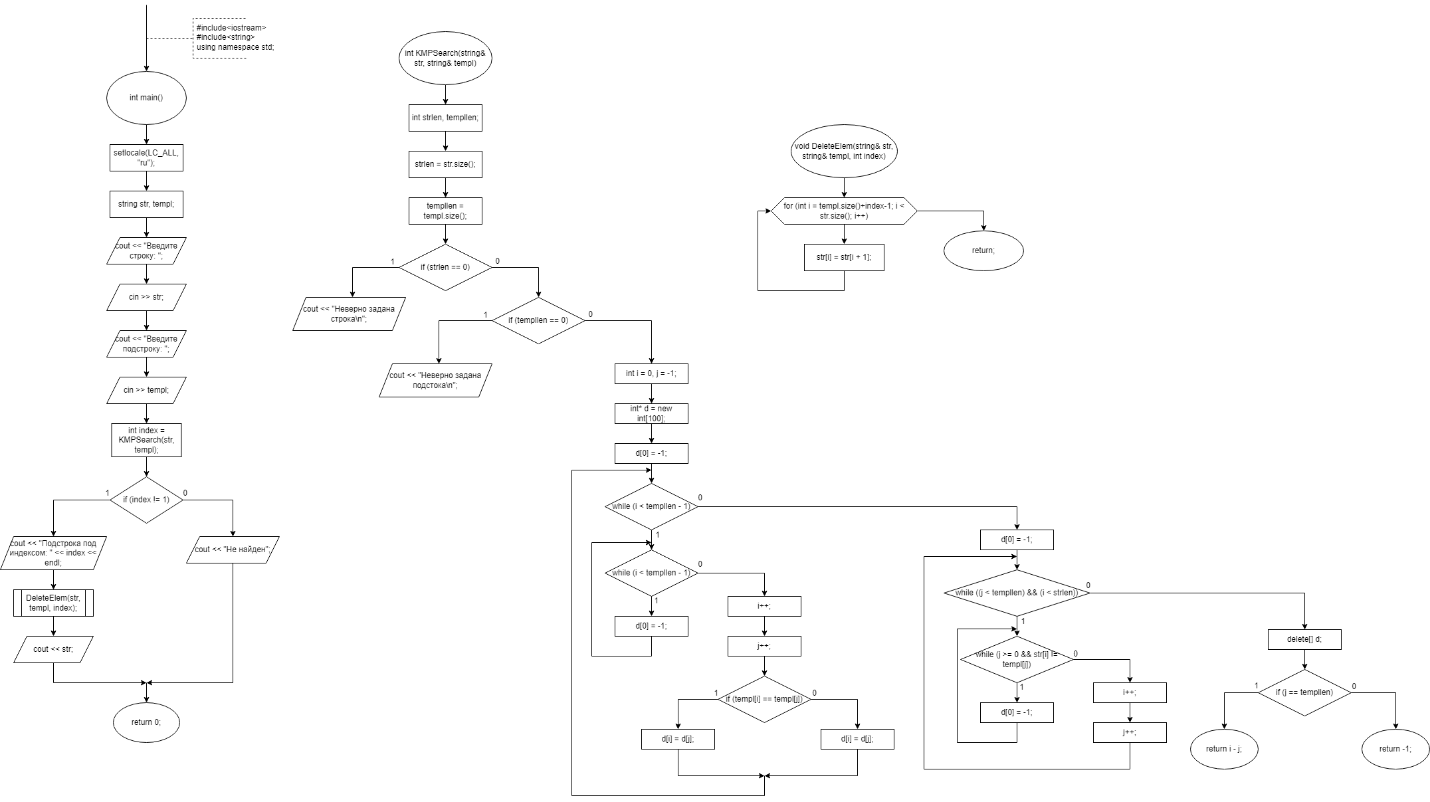 #include<iostream>
#include<string>
using namespace std;
int main()
setlocale(LC_ALL,
"ru");
string str, templ;
cout << "Введите
строку: ";
cin >> str;
cout << "Введите
подстроку: ";
cin >> templ;
int index =
KMPSearch(str,
templ);
1
if (index != 1)
0
cout << "Подстрока под
индексом: " << index <<
endl;
cout << "Не найден";
DeleteElem(str,
templ, index);
cout << str;
return 0;
int KMPSearch(string&
str, string& templ)
int strlen, templlen;
strlen = str.size();
templlen =
templ.size();
1
if (strlen == 0)
0
cout << "Неверно задана
строка\n";
1
if (templlen == 0)
0
cout << "Неверно задана
подстока\n";
int i = 0, j = -1;
int* d = new
int[100];
d[0] = -1;
while (i < templlen - 1)
0
1
while (i < templlen - 1)
0
1
d[0] = -1;
i++;
j++;
1
if (templ[i] == templ[j])
0
d[i] = d[j];
d[i] = d[j];
d[0] = -1;
while ((j < templlen) && (i < strlen))
0
1
while (j >= 0 && str[i] !=
templ[j])
0
1
d[0] = -1;
i++;
j++;
delete[] d;
1
if (j == templlen)
0
return i - j;
return -1;
void DeleteElem(string& str,
string& templ, int index)
for (int i = templ.size()+index-1; i <
str.size(); i++)
str[i] = str[i + 1];
return;